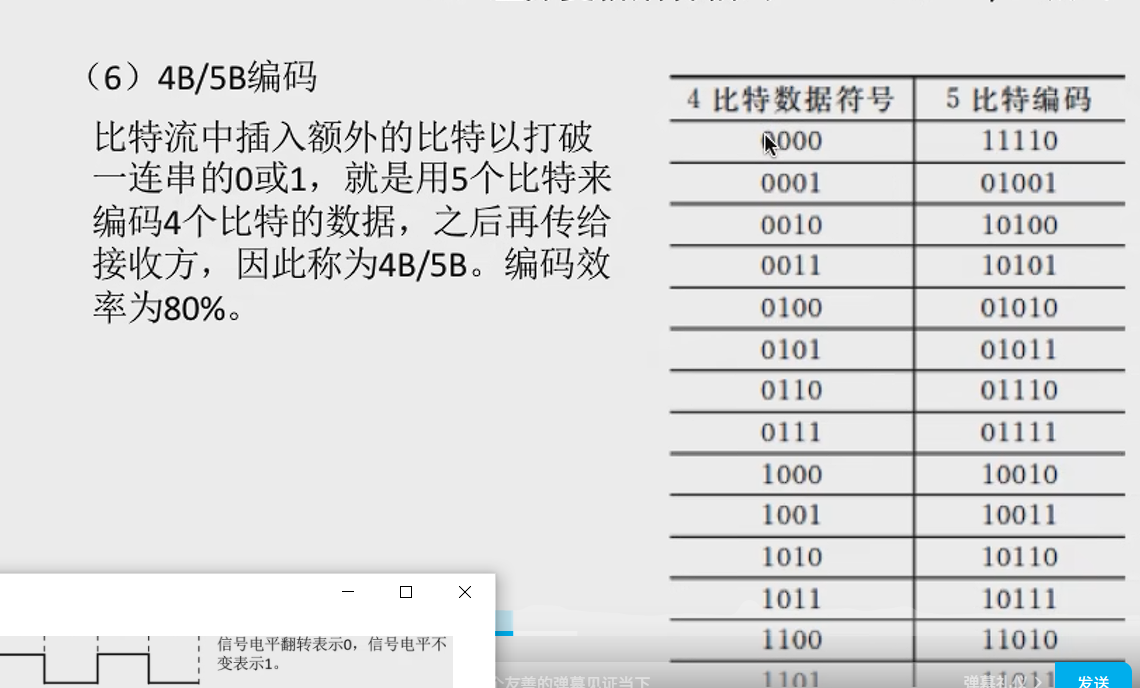 （6）4B/5B编码
比特流中插入额外的比特以打破
一连串的0或1，就是用5个比特来
编码4个比特的数据，之后再传给
接收方，因此称为4B/5B。编码效
率为80%。
4 比特数据符号 5 比特编码
0000 11110
0001 01001
0010 10100
0011 10101
0100 01010
0101 01011
0110 01110
0111 01111
1000 10010
1001 10011
1010 10110
1011 10111
1100 11010
1101 11011
信号电平翻转表示0，信号电平不
变表示1。
个友善的弹幕见证当下 弹幕礼仪 发送